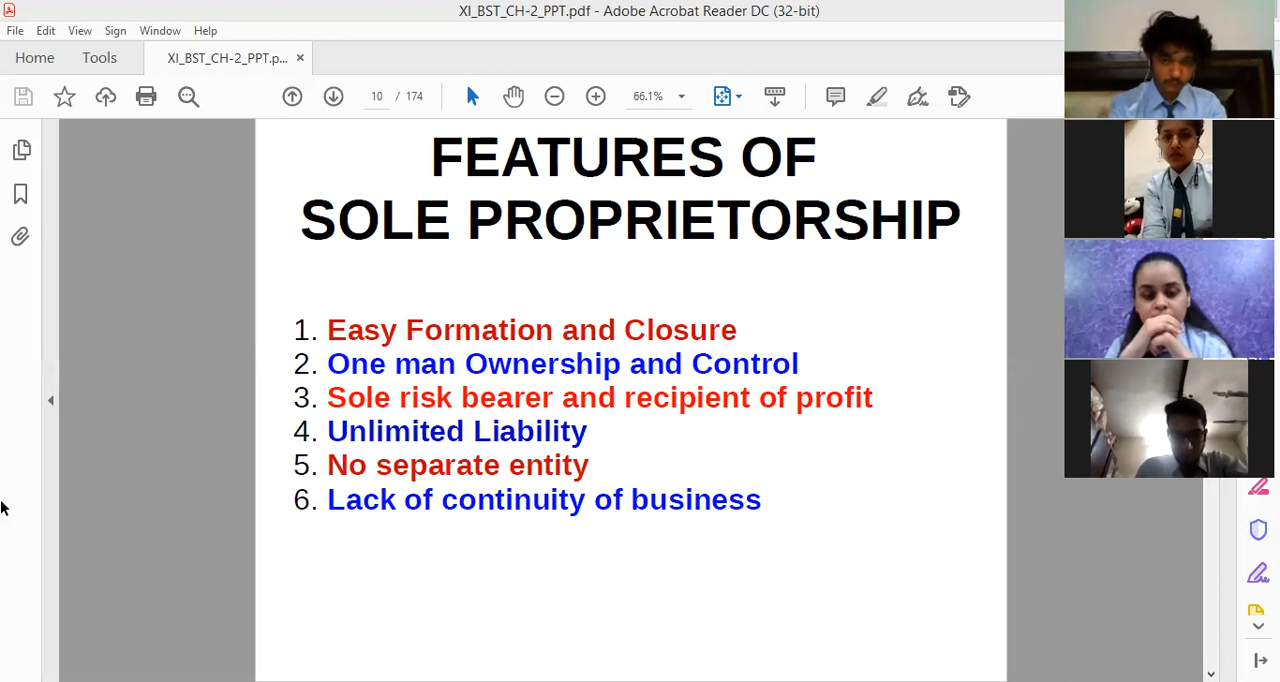 XI_BST_CH-2_PPT.pdf - Adobe Acrobat Reader DC (32-bit)
File Edit View Sign Window Help
Home Tools XI_BST_CH-2_PPT.p... ×
10 / 174 66.1%
FEATURES OF
SOLE PROPRIETORSHIP
1. Easy Formation and Closure
2. One man Ownership and Control
3. Sole risk bearer and recipient of profit
4. Unlimited Liability
5. No separate entity
6. Lack of continuity of business